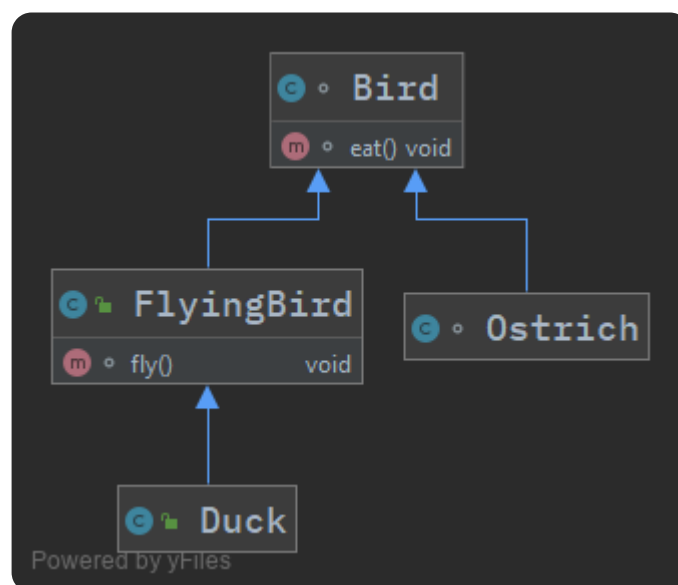 Bird
eat() void
FlyingBird
fly() void
Ostrich
Duck
Powered by yFiles